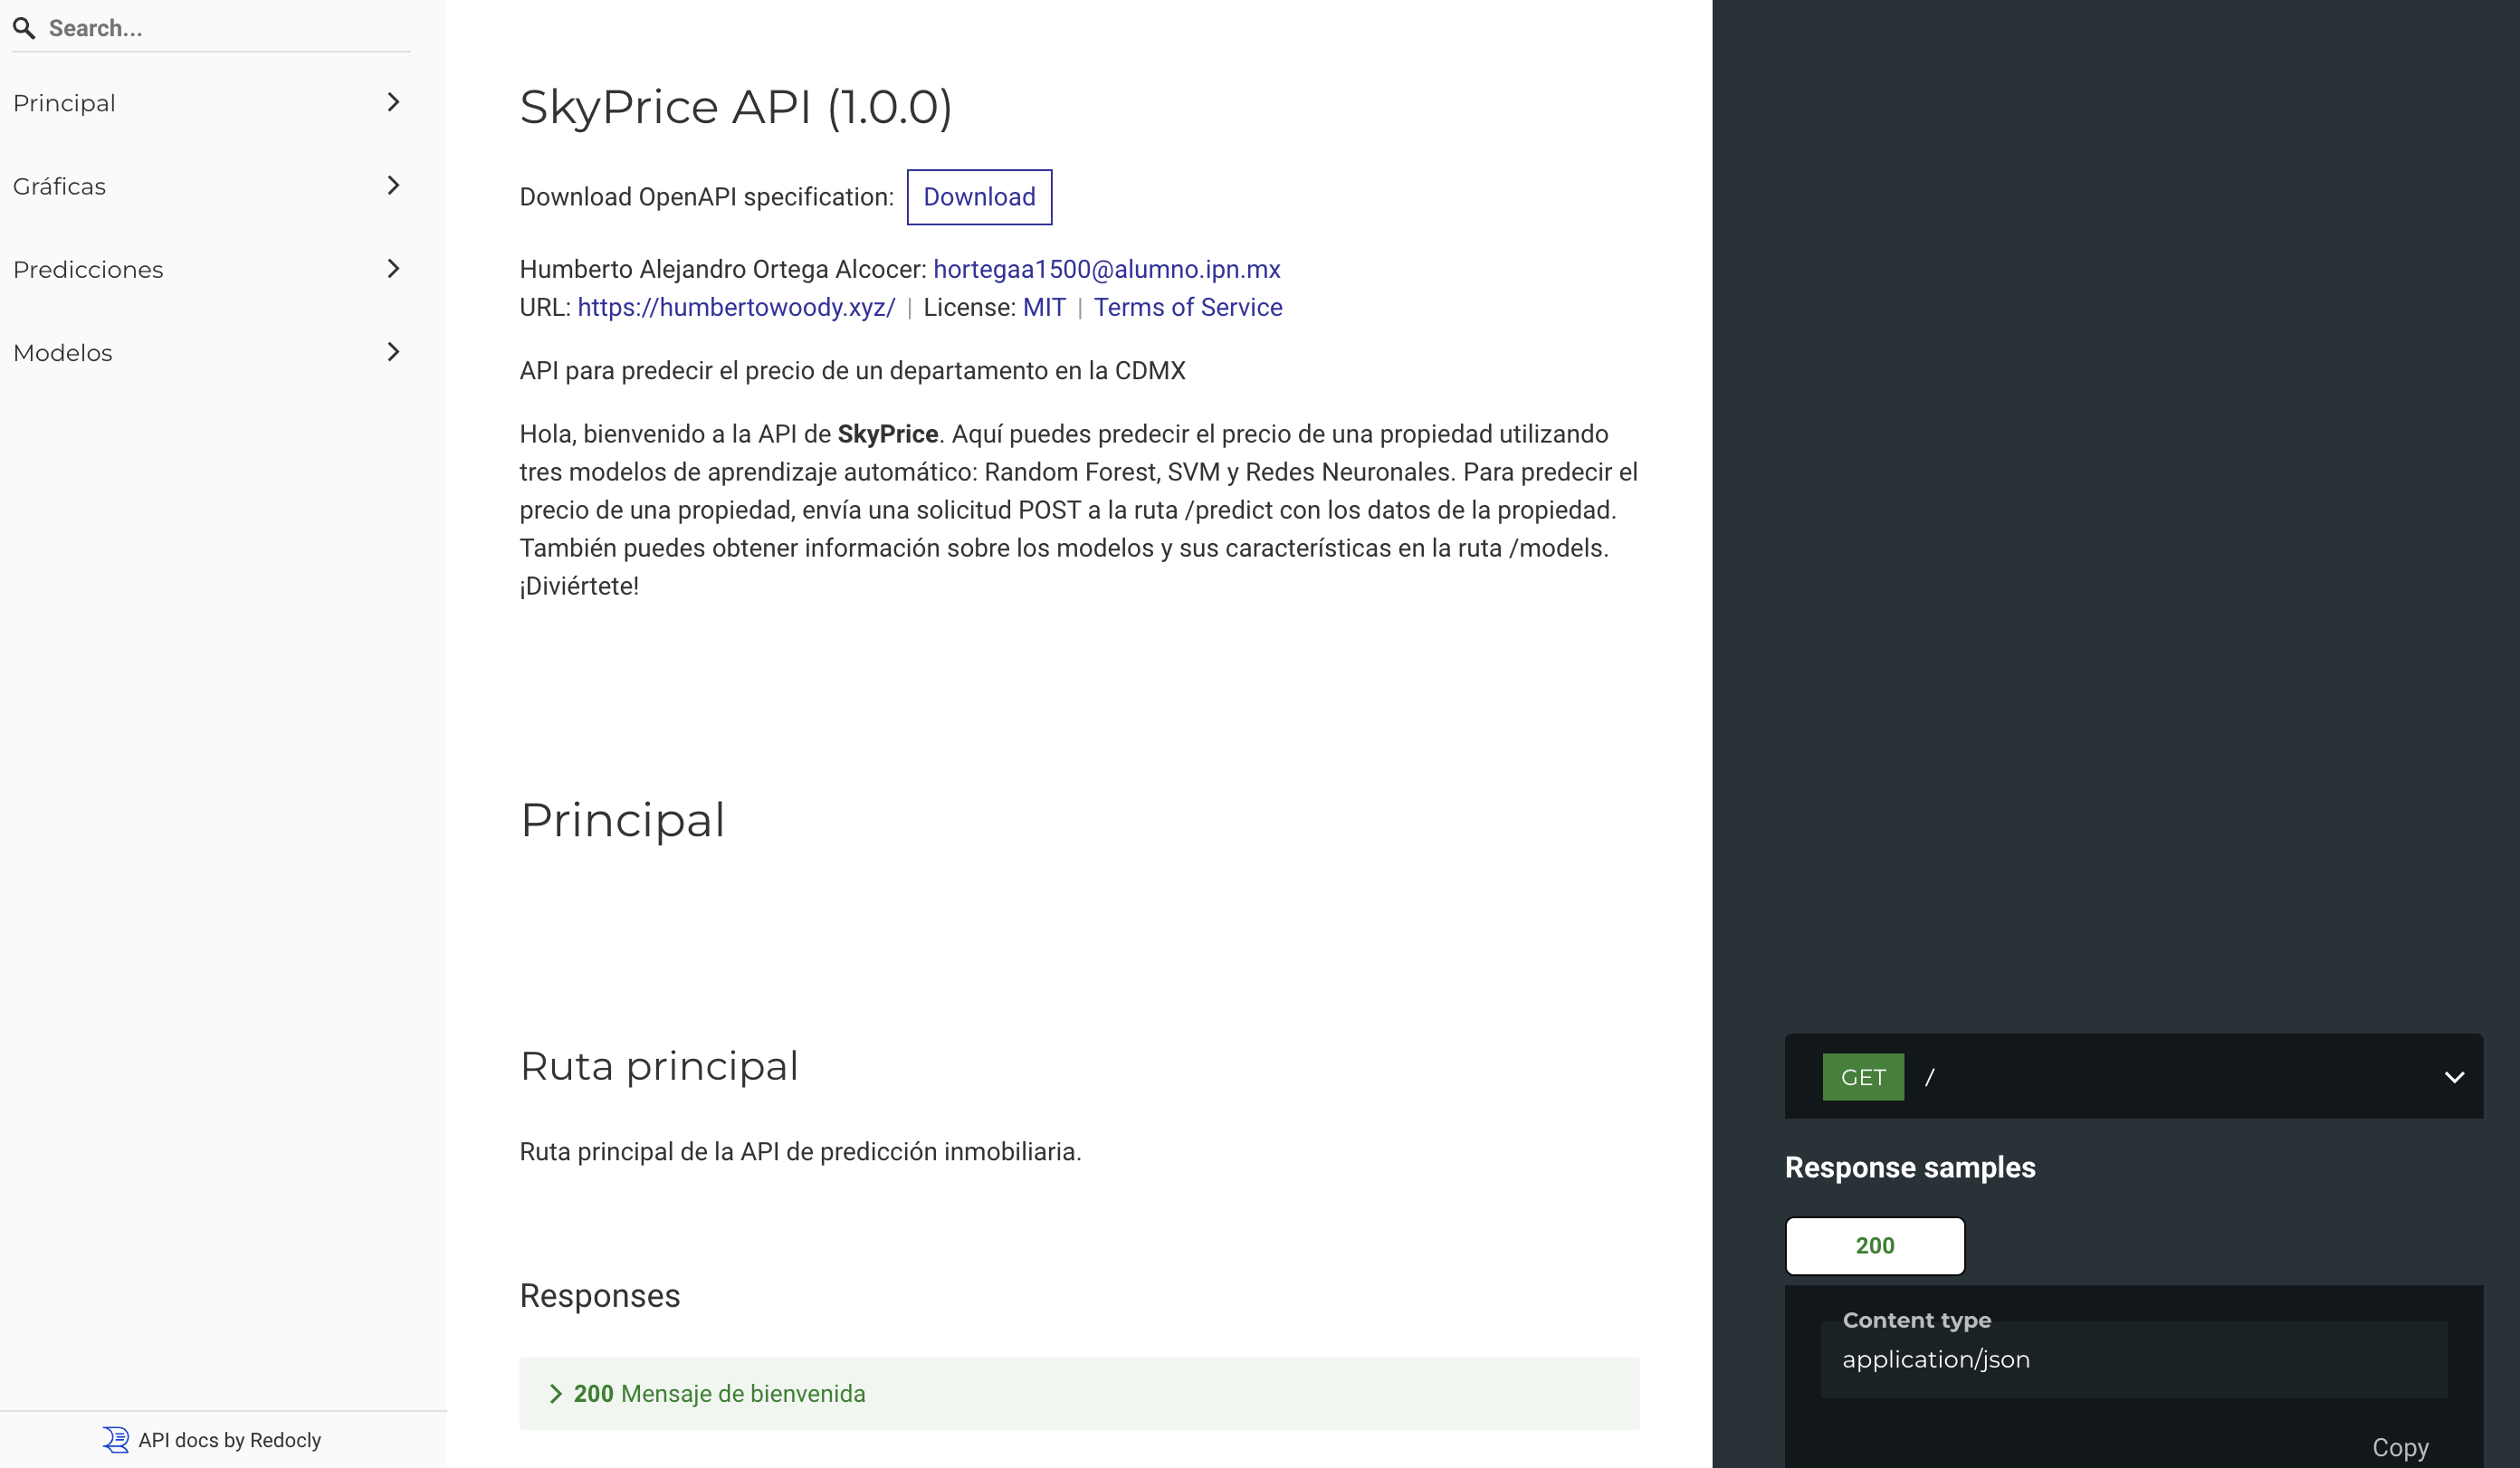 Search...
Principal
Gráficas
Predicciones
Modelos
API docs by Redocly
SkyPrice API (1.0.0)
Download OpenAPI specification: Download
Humberto Alejandro Ortega Alcocer: hortegaa1500@alumno.ipn.mx
URL: https://humbertowoody.xyz/ | License: MIT | Terms of Service
API para predecir el precio de un departamento en la CDMX
Hola, bienvenido a la API de SkyPrice. Aquí puedes predecir el precio de una propiedad utilizando
tres modelos de aprendizaje automático: Random Forest, SVM y Redes Neuronales. Para predecir el
precio de una propiedad, envía una solicitud POST a la ruta /predict con los datos de la propiedad.
También puedes obtener información sobre los modelos y sus características en la ruta /models.
¡Diviértete!
Principal
Ruta principal
Ruta principal de la API de predicción inmobiliaria.
Responses
200 Mensaje de bienvenida
GET /
Response samples
200
Content type
application/json
Copy